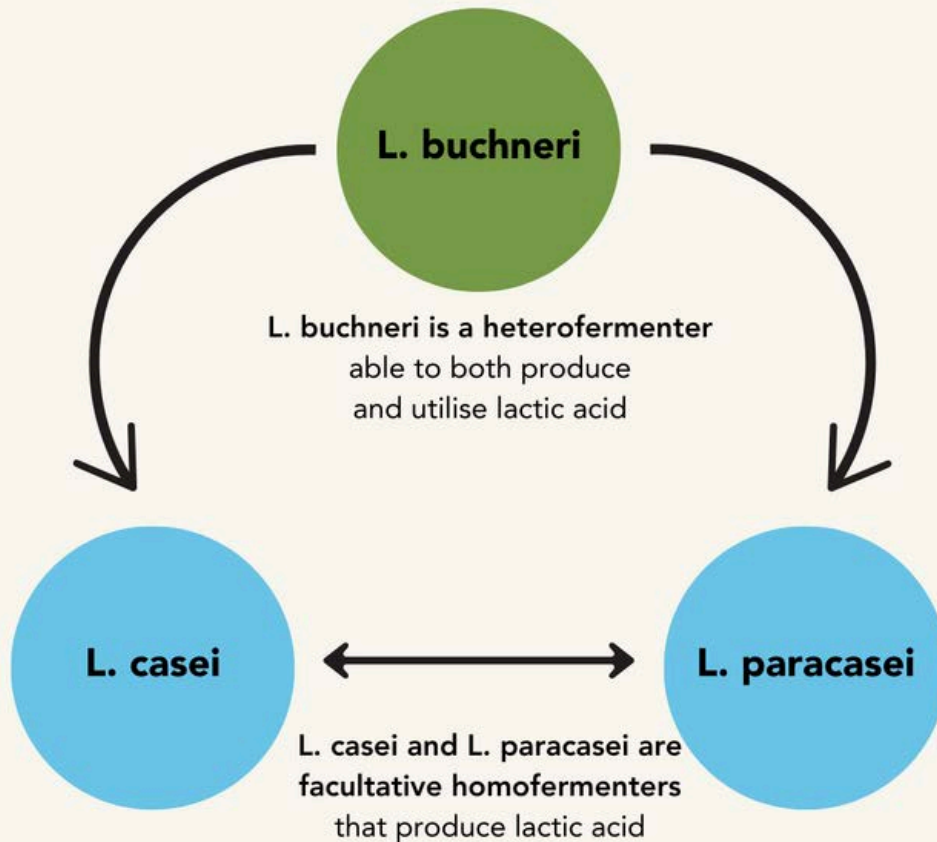 L. buchneri
L. buchneri is a heterofermenter
able to both produce
and utilise lactic acid
L. casei
L. paracasei
L. casei and L. paracasei are
facultative homofermenters
that produce lactic acid